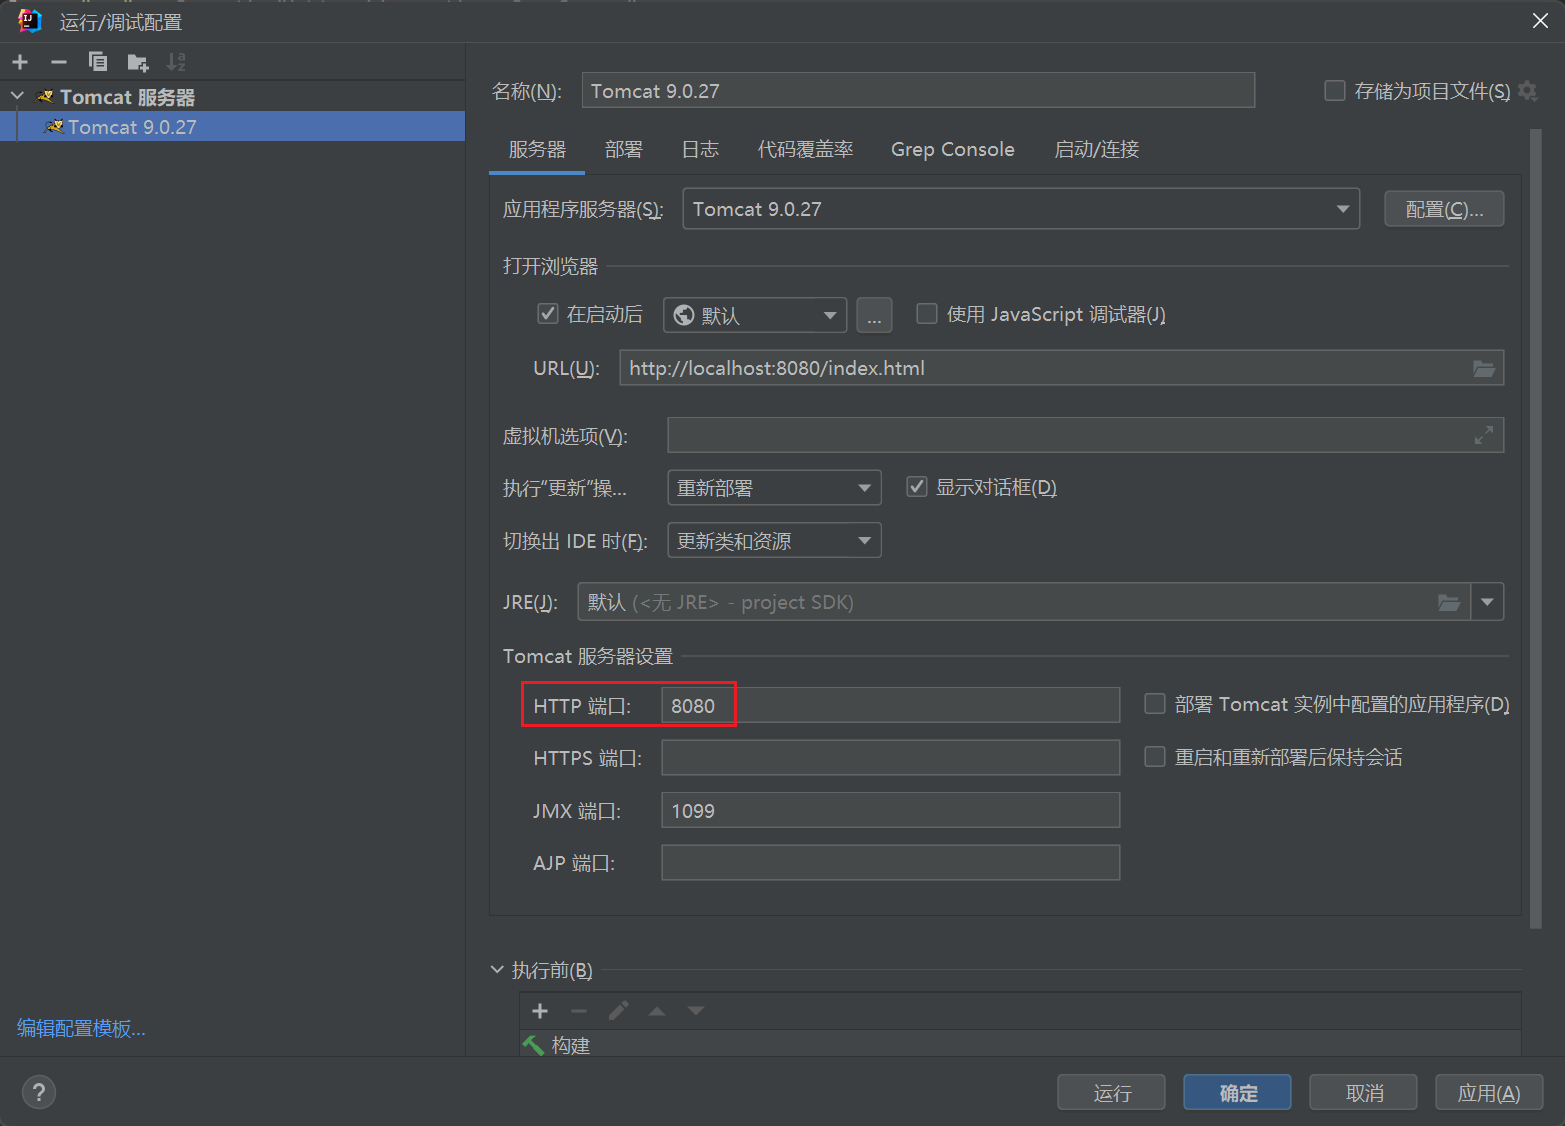 运行/调试配置
Tomcat 服务器
Tomcat 9.0.27
名称(N):
Tomcat 9.0.27
存储为项目文件(S)
服务器 部署 日志 代码覆盖率 Grep Console 启动/连接
应用程序服务器(S):
Tomcat 9.0.27
配置(C)...
打开浏览器
在启动后
默认
...
使用 JavaScript 调试器(J)
URL(U):
http://localhost:8080/index.html
虚拟机选项(V):
执行“更新”操...
重新部署
显示对话框(D)
切换出 IDE 时(F):
更新类和资源
JRE(J):
默认 (<无 JRE> - project SDK)
Tomcat 服务器设置
HTTP 端口:
8080
部署 Tomcat 实例中配置的应用程序(D)
HTTPS 端口:
重启和重新部署后保持会话
JMX 端口:
1099
AJP 端口:
执行前(B)
构建
编辑配置模板...
?
运行
确定
取消
应用(A)